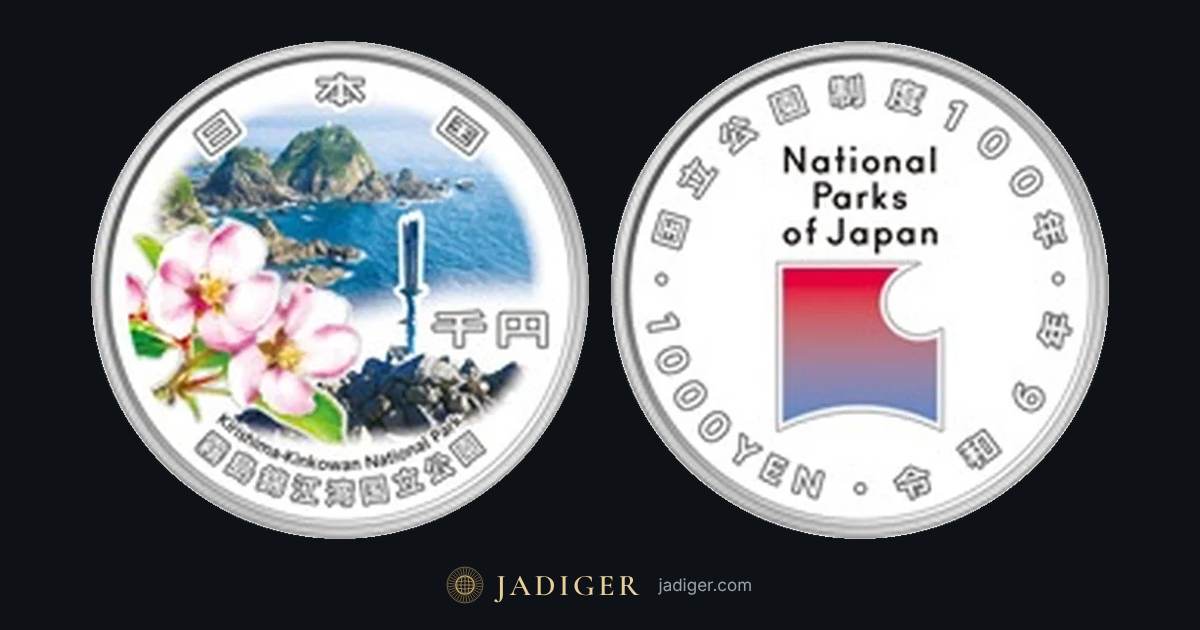 日本国
千円
Kirishima-Kinkowan National Park
霧島錦江湾国立公園
国立公園制度100年
National
Parks
of Japan
令和6年
1000YEN
JADIGER jadiger.com